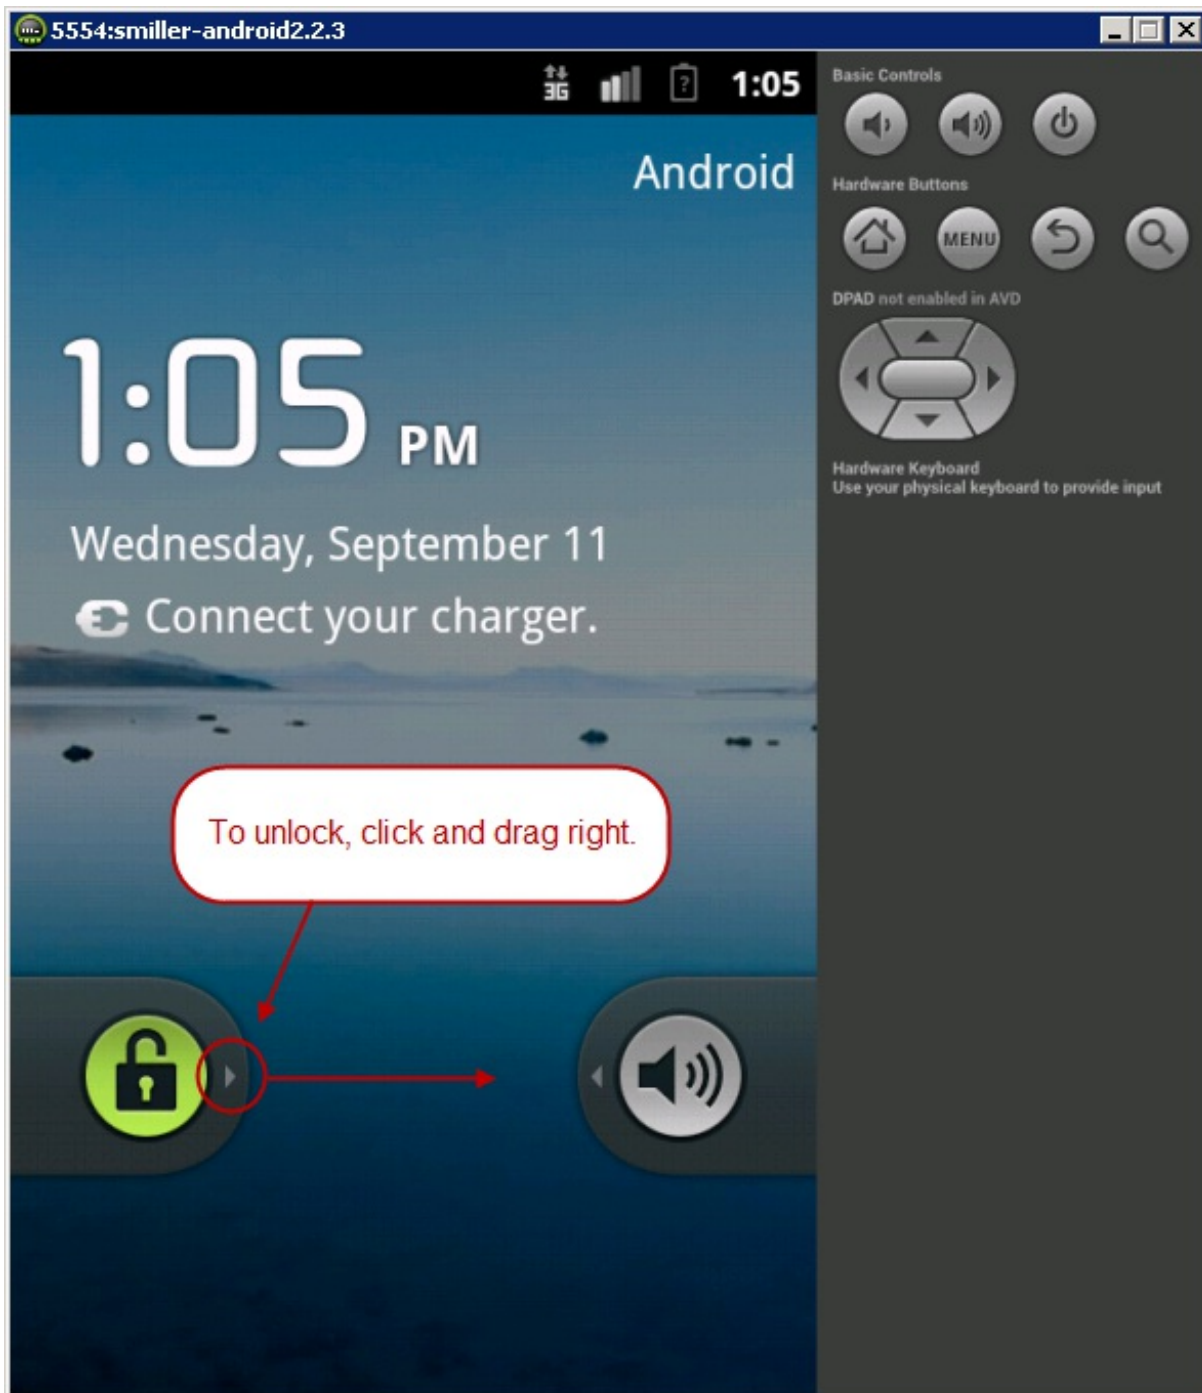 5554:smiller-android2.2.3
3G
?
1:05
Basic Controls
Android
Hardware Buttons
MENU
DPAD not enabled in AVD
1:05 PM
Hardware Keyboard
Use your physical keyboard to provide input
Wednesday, September 11
Connect your charger.
To unlock, click and drag right.